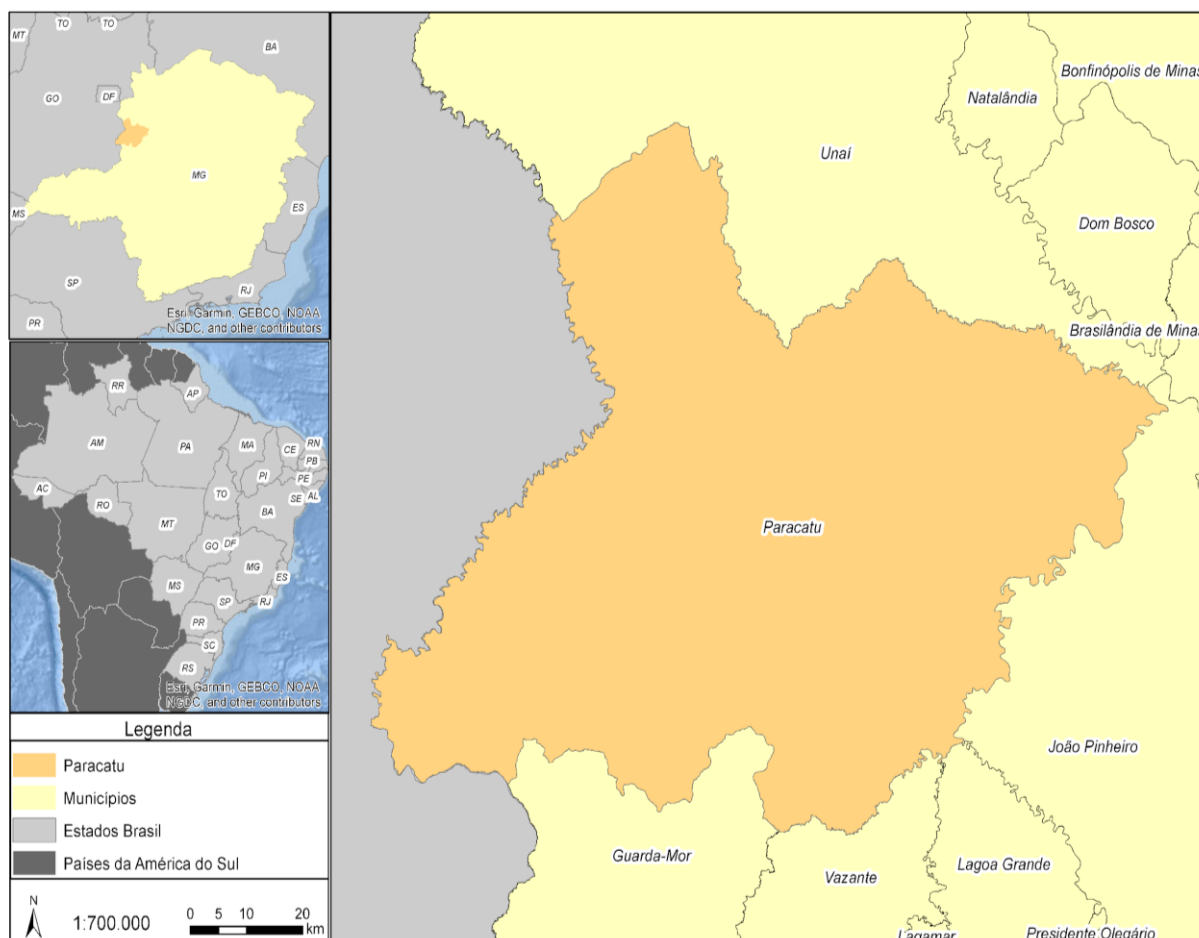 TO
TO
MT
BA
GO
DF
MG
MS
ES
SP
RJ
PR
Esri, Garmin, GEBCO, NOAA
NGDC, and other contributors
RR
AP
AM
PA
MA
CE
RN
PB
PI
PE
AC
TO
SE
AL
RO
BA
MT
GO
DF
MG
MS
ES
SP
RJ
PR
SC
RS
Esri, Garmin, GEBCO, NOAA
NGDC, and other contributors
Legenda
Paracatu
Municípios
Estados Brasil
Países da América do Sul
N
1:700.000
0 5 10 20
km
Bonfinópolis de Minas
Natalândia
Unaí
Dom Bosco
Brasilândia de Minas
Paracatu
João Pinheiro
Guarda-Mor
Vazante
Lagoa Grande
Lagamar
Presidente Olegário